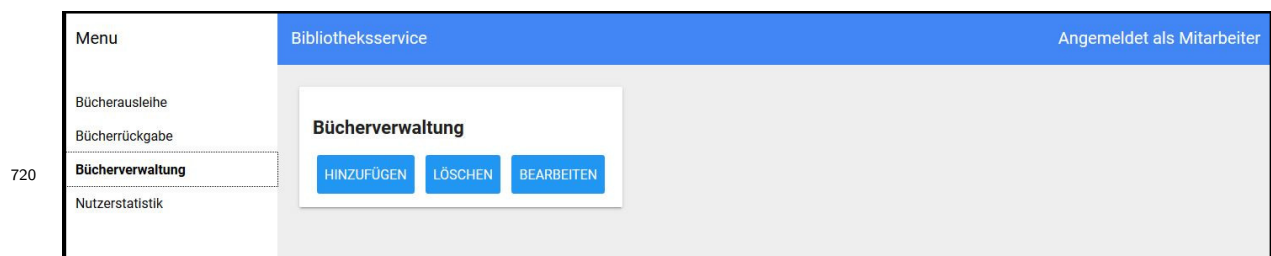 Menu
Bibliotheksservice
Angemeldet als Mitarbeiter
Bücherausleihe
Bücherrückgabe
Bücherverwaltung
Nutzerstatistik
Bücherverwaltung
HINZUFÜGEN LÖSCHEN BEARBEITEN
720